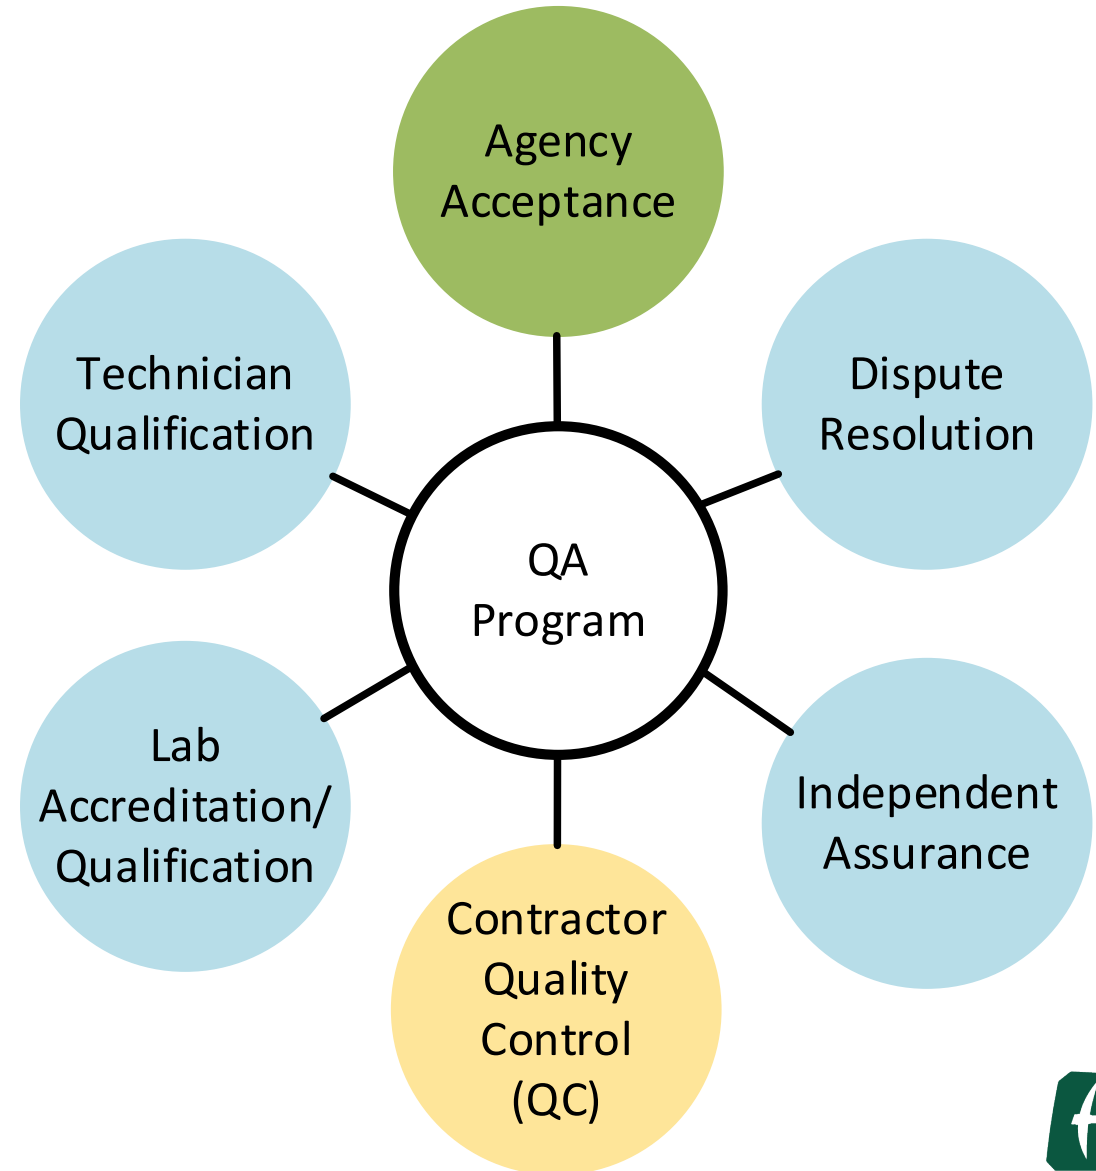 Agency
Acceptance
Technician
Qualification
Dispute
Resolution
QA
Program
Lab
Accreditation/
Qualification
Independent
Assurance
Contractor
Quality
Control
(QC)